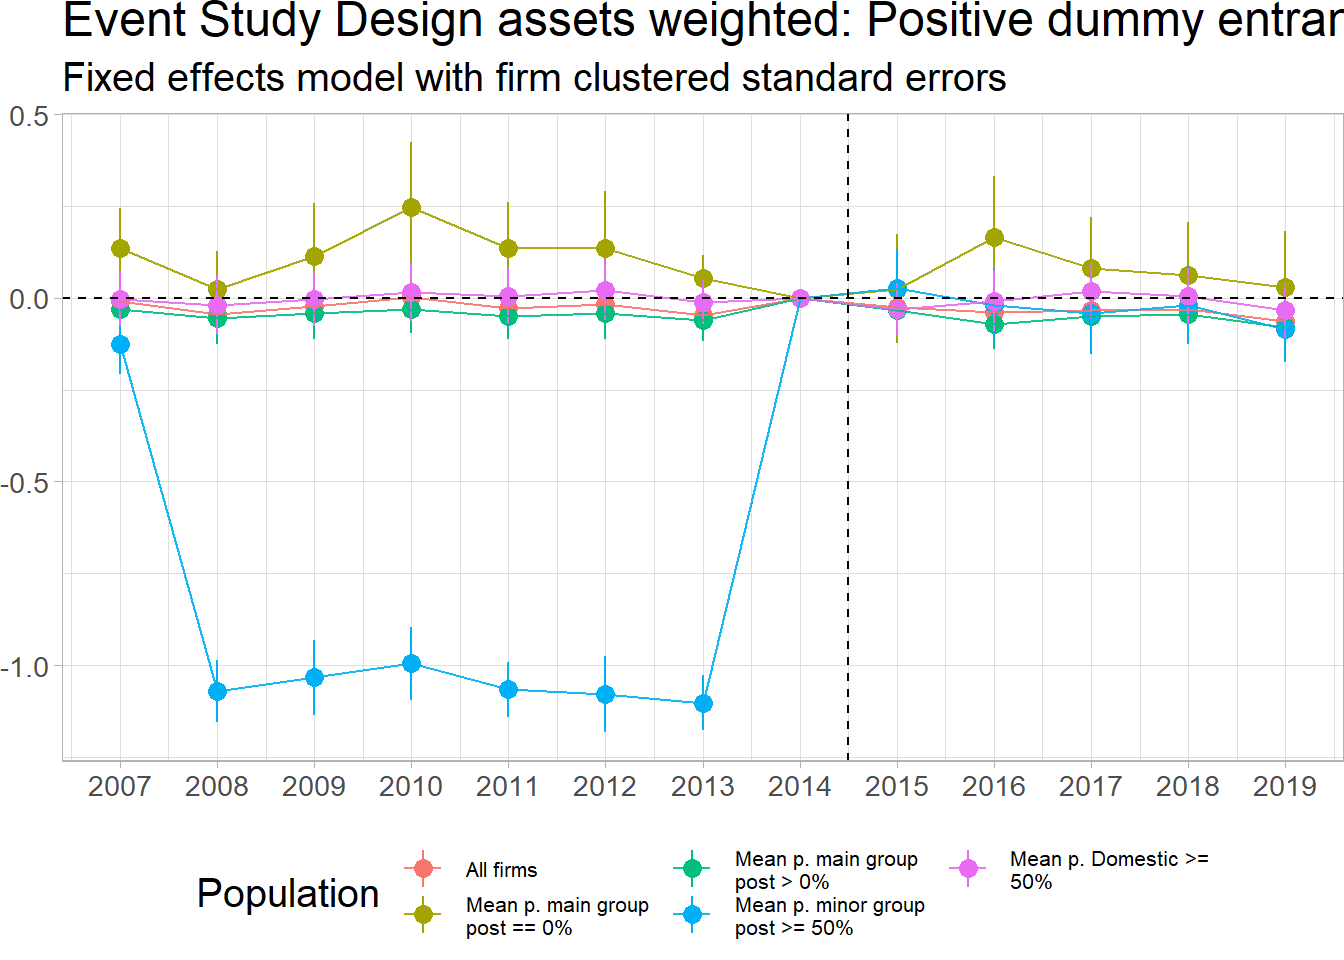 Event Study Design assets weighted: Positive dummy
Fixed effects model with firm clustered standard errors
0.5
0.0
-0.5
-1.0
2007 2008 2009 2010 2011 2012 2013 2014 2015 2016 2017 2018 2019
Population
All firms
Mean p. main group
post == 0%
Mean p. main group
post > 0%
Mean p. minor group
post >= 50%
Mean p. Domestic >=
50%